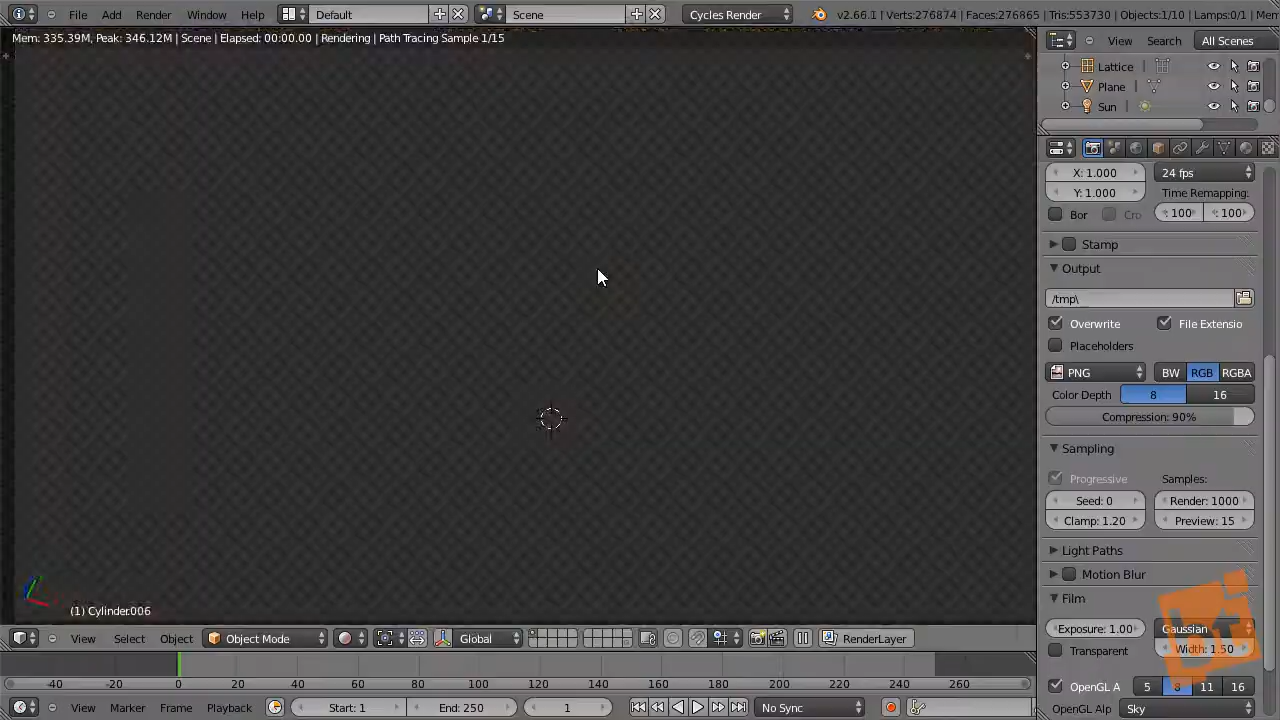 File Add Render Window Help Default Scene Cycles Render v2.66.1 | Verts:276874 | Faces:276865 | Tris:553730 | Objects:1/10 | Lamps:0/1 | Mem
Mem: 335.39M, Peak: 346.12M | Scene | Elapsed: 00:00.00 | Rendering | Path Tracing Sample 1/15
View Search All Scenes
Lattice
Plane
Sun
X: 1.000 24 fps
Y: 1.000 Time Remapping:
Bor Cro : 100 : 100
Stamp
Output
/tmp\
Overwrite File Extensio
Placeholders
PNG BW RGB RGBA
Color Depth 8 16
Compression: 90%
Sampling
Progressive Samples:
Seed: 0 Render: 1000
Clamp: 1.20 Preview: 15
Light Paths
Motion Blur
Film
Exposure: 1.00 Gaussian
Transparent Width: 1.50
OpenGL A 5 8 11 16
OpenGL Alp Sky
(1) Cylinder.006
View Select Object Object Mode Global RenderLayer
-40 -20 0 20 40 60 80 100 120 140 160 180 200 220 240 260
View Marker Frame Playback Start: 1 End: 250 1 No Sync